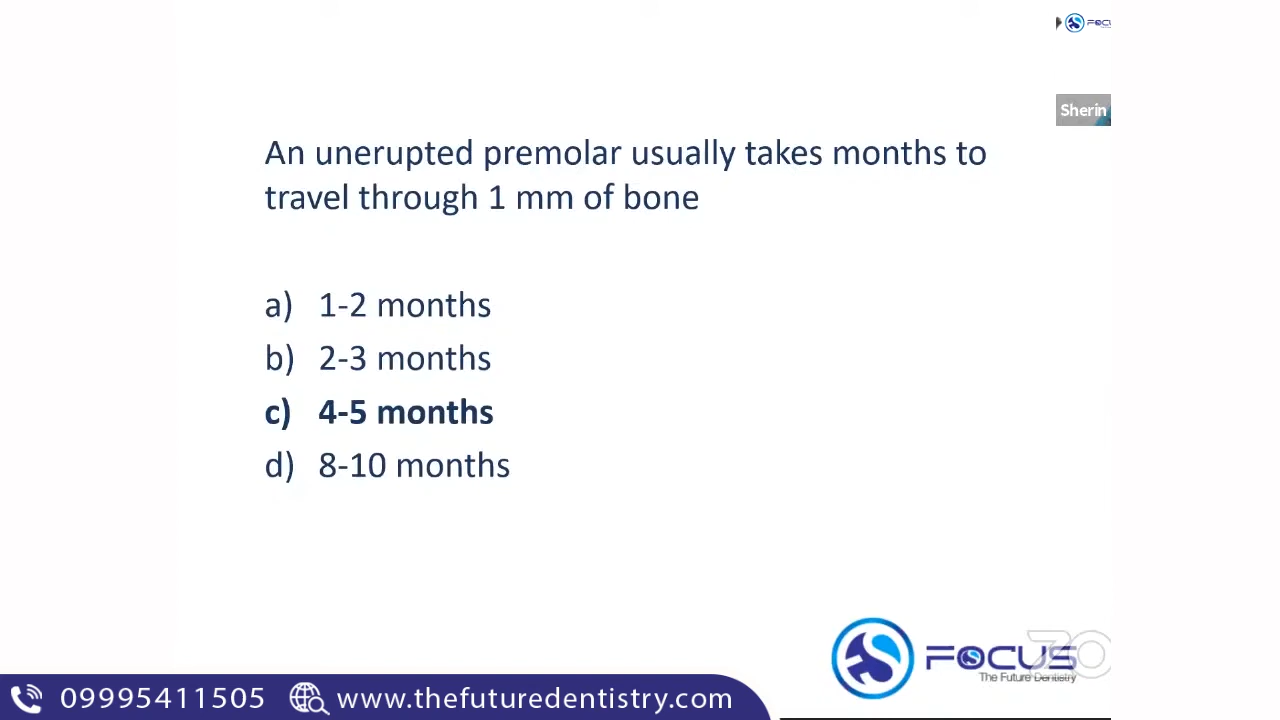 FOCU
Sherin
An unerupted premolar usually takes months to
travel through 1 mm of bone
a) 1-2 months
b) 2-3 months
c) 4-5 months
d) 8-10 months
FOCUS
The Future Dentistry
09995411505 www.thefuturedentistry.com